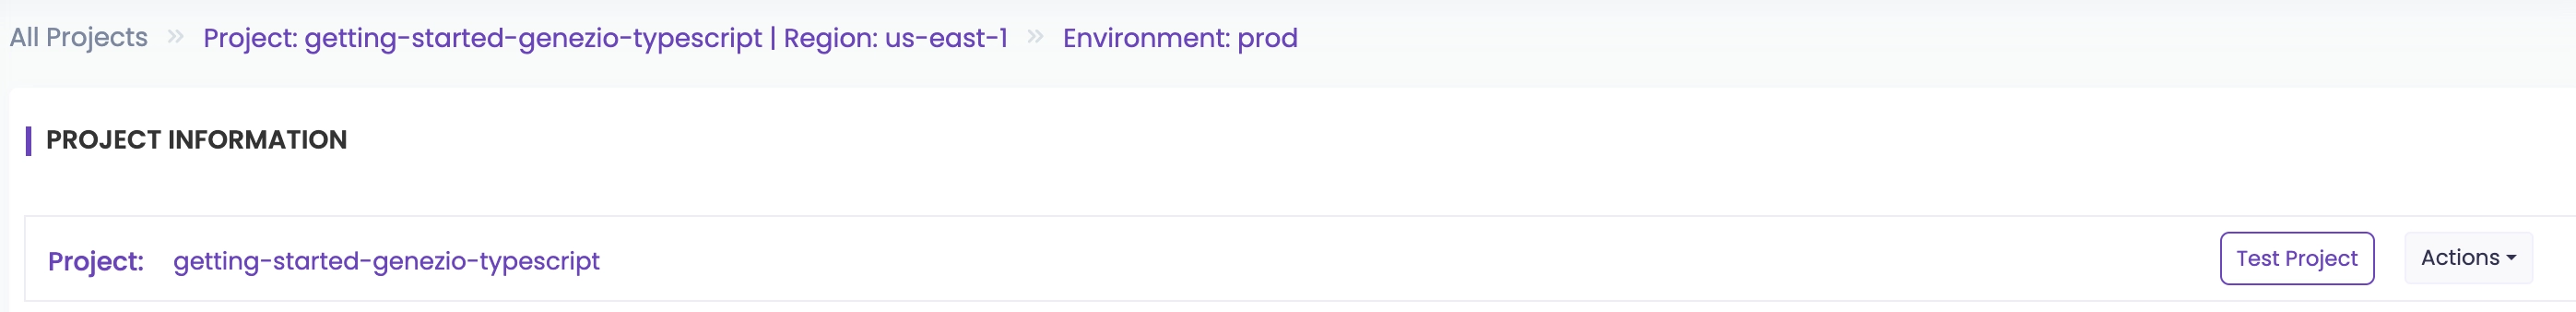 All Projects » Project: getting-started-genezio-typescript | Region: us-east-1 » Environment: prod
PROJECT INFORMATION
Project: getting-started-genezio-typescript Test Project Actions